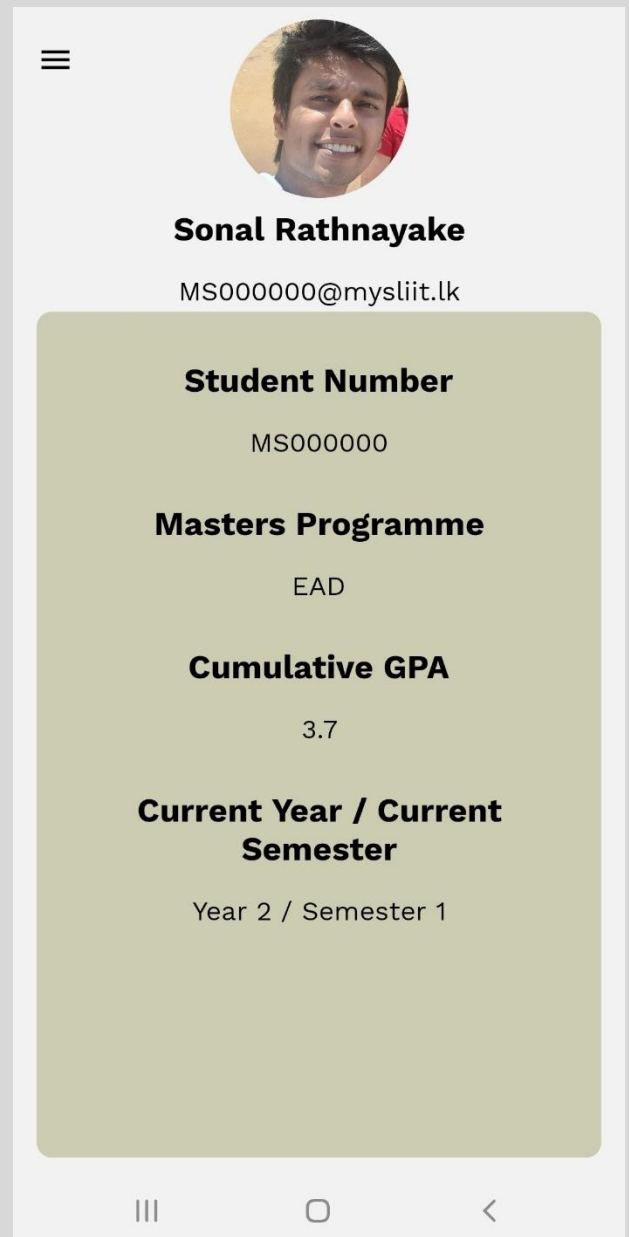 Sonal Rathnayake
MS000000@mysliit.lk
Student Number
MS000000
Masters Programme
EAD
Cumulative GPA
3.7
Current Year / Current
Semester
Year 2 / Semester 1